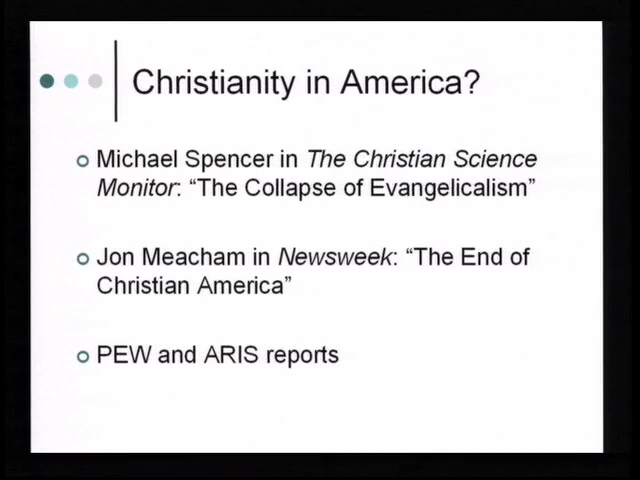 Christianity in America?
Michael Spencer in The Christian Science
Monitor: “The Collapse of Evangelicalism”
Jon Meacham in Newsweek: “The End of
Christian America”
PEW and ARIS reports